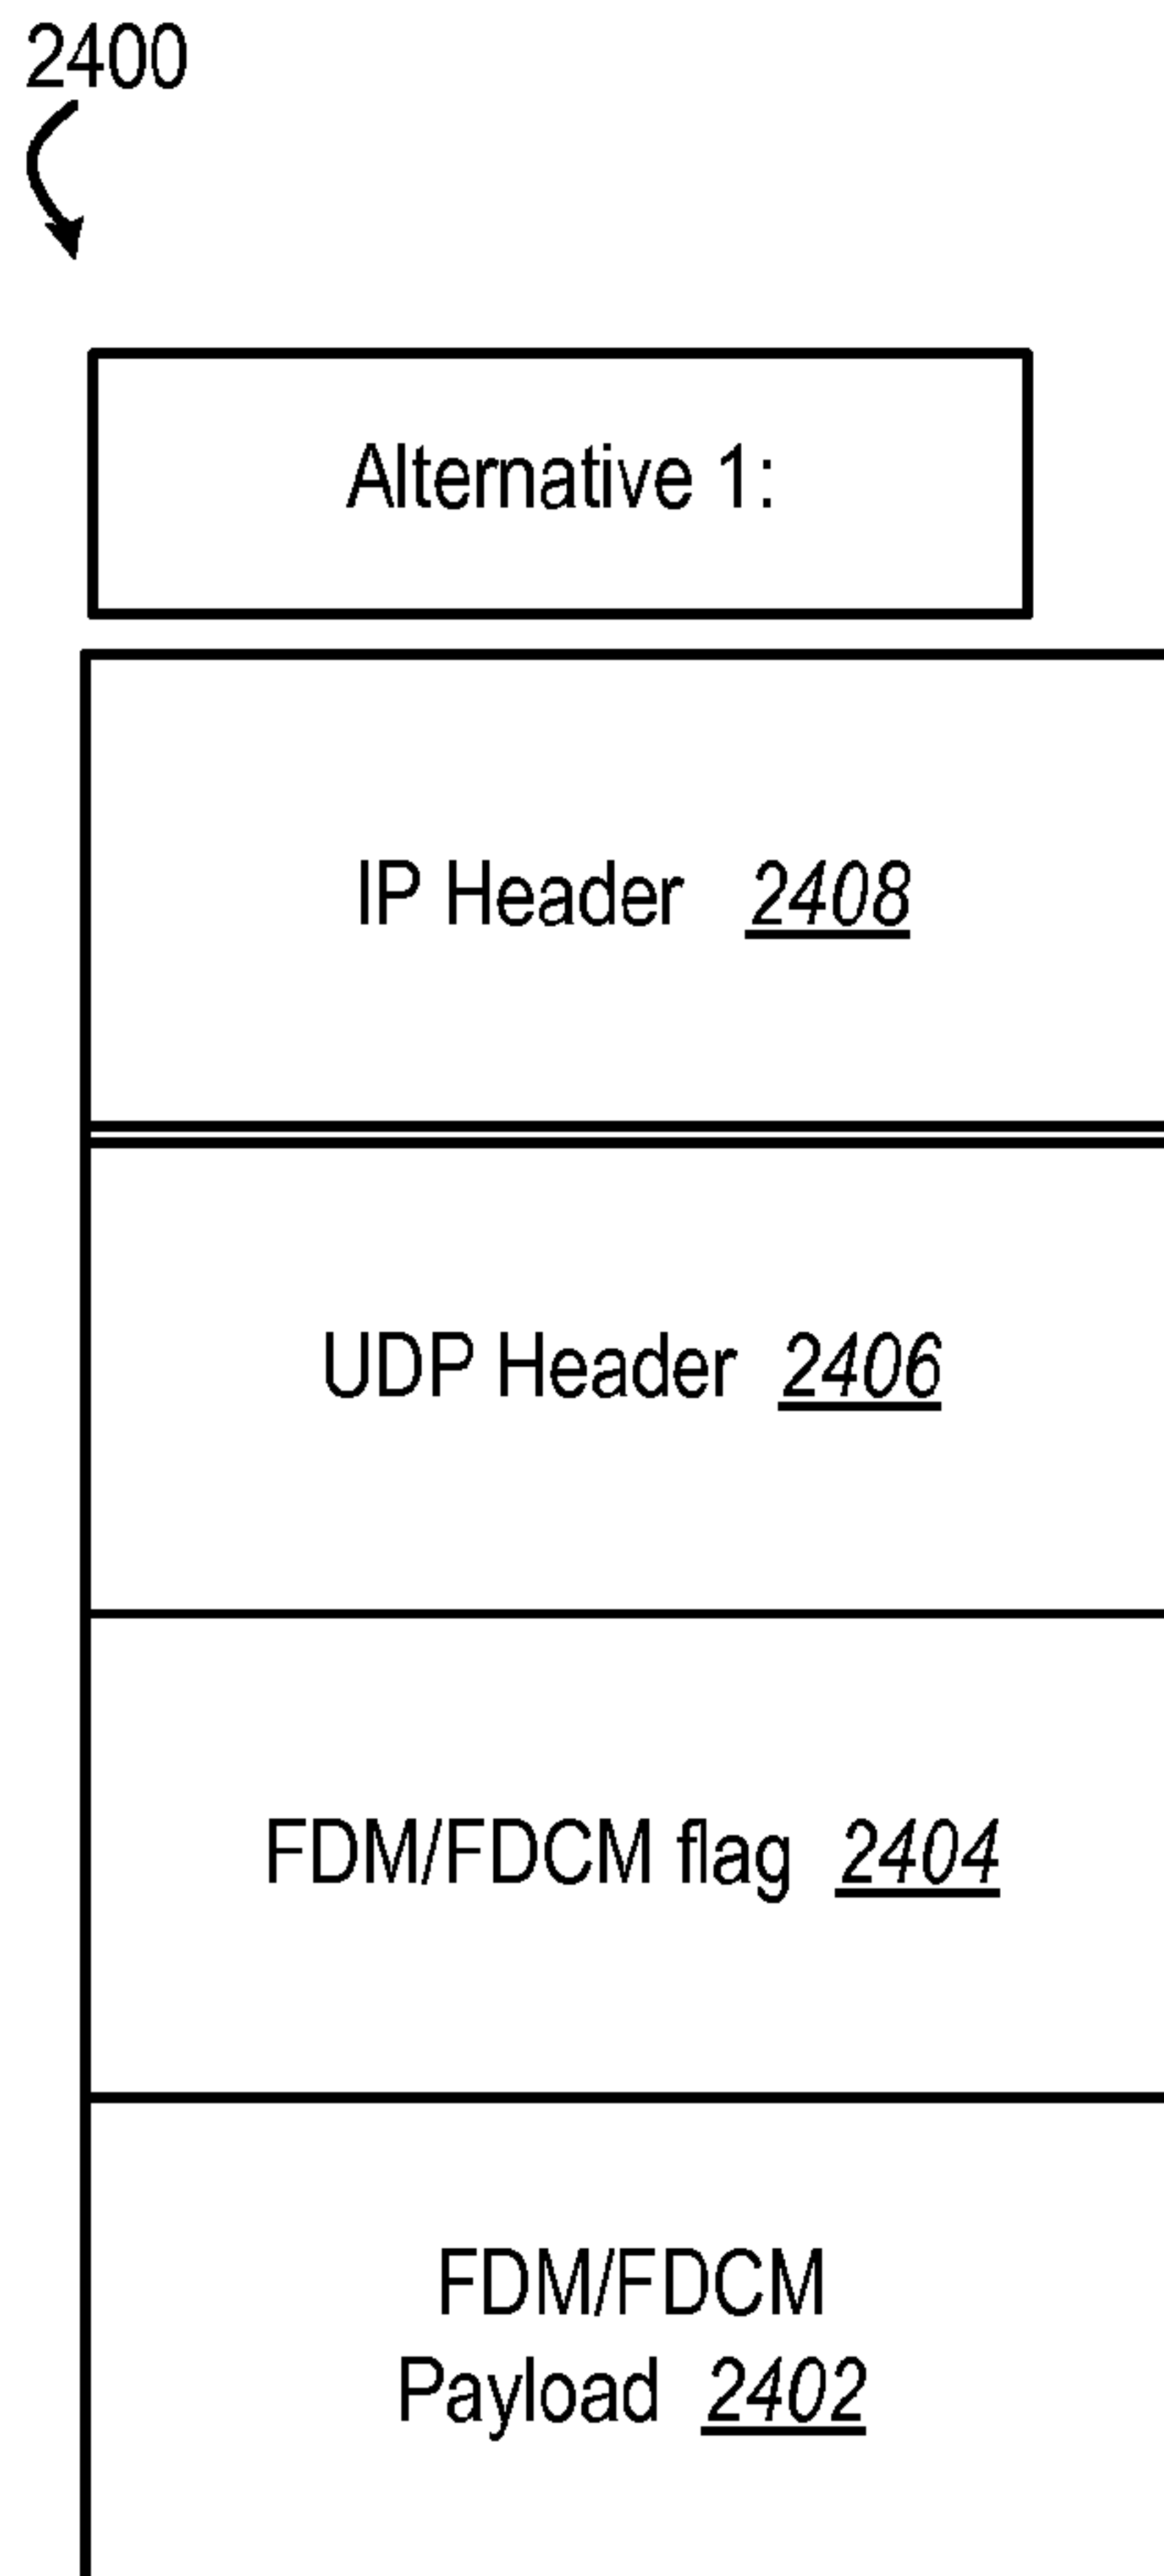 2400
Alternative 1:
IP Header 2408
UDP Header 2406
FDM/FDCM flag 2404
FDM/FDCM
Payload 2402